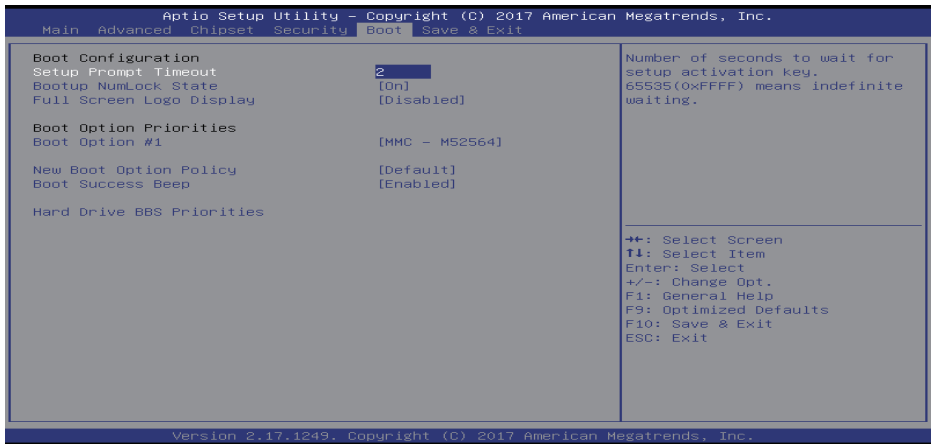 Aptio Setup Utility – Copyright (C) 2017 American Megatrends, Inc.
Main Advanced Chipset Security Boot Save & Exit
Boot Configuration
Setup Prompt Timeout 2
Bootup NumLock State [On]
Full Screen Logo Display [Disabled]
Boot Option Priorities
Boot Option #1 [MMC – M52564]
New Boot Option Policy [Default]
Boot Success Beep [Enabled]
Hard Drive BBS Priorities
Number of seconds to wait for
setup activation key.
65535(0xFFFF) means indefinite
waiting.
→←: Select Screen
↑↓: Select Item
Enter: Select
+/-: Change Opt.
F1: General Help
F9: Optimized Defaults
F10: Save & Exit
ESC: Exit
Version 2.17.1249. Copyright (C) 2017 American Megatrends, Inc.